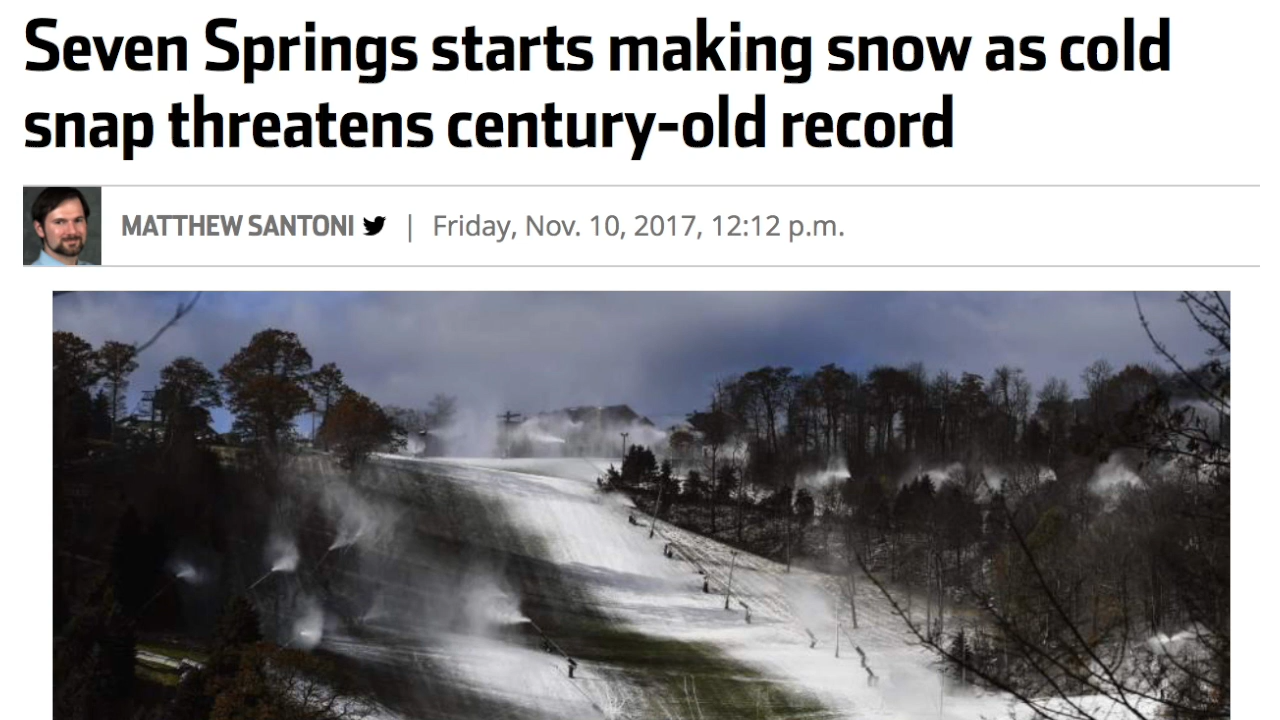 Seven Springs starts making snow as cold
snap threatens century-old record
MATTHEW SANTONI | Friday, Nov. 10, 2017, 12:12 p.m.